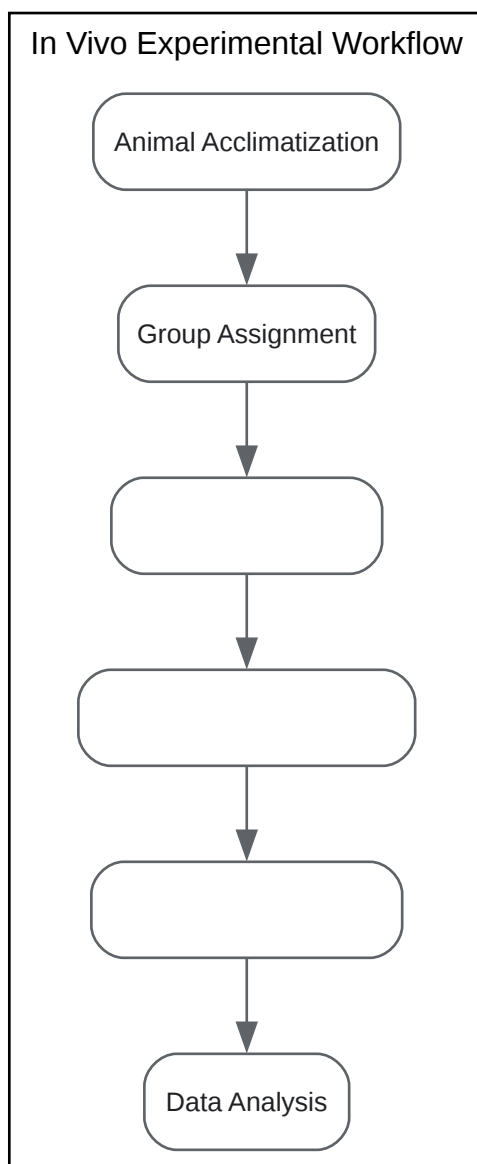 In Vivo Experimental Workflow
Animal Acclimatization
Group Assignment
Data Analysis